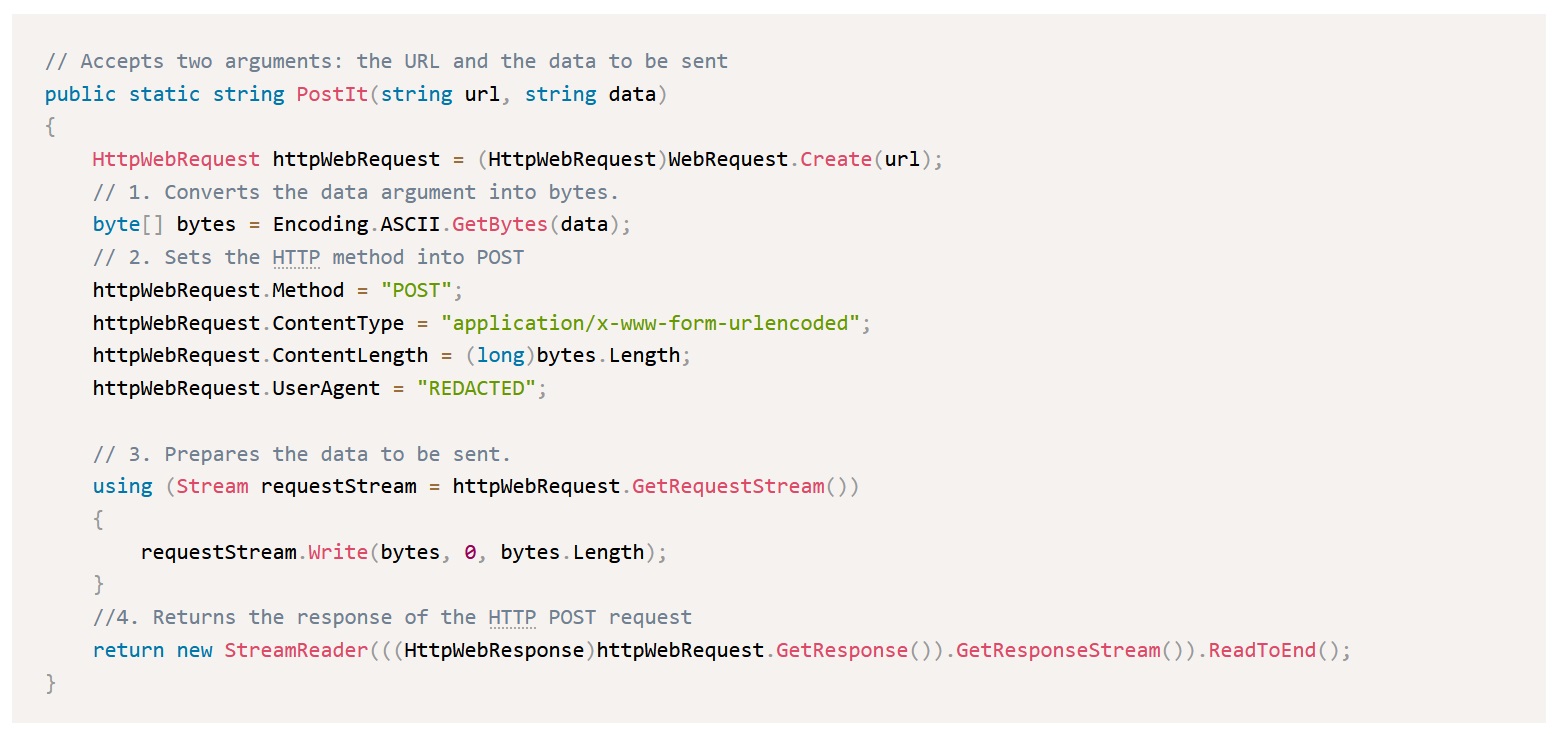 // Accepts two arguments: the URL and the data to be sent
public static string PostIt(string url, string data)
{
    HttpWebRequest httpWebRequest = (HttpWebRequest)WebRequest.Create(url);
    // 1. Converts the data argument into bytes.
    byte[] bytes = Encoding.ASCII.GetBytes(data);
    // 2. Sets the HTTP method into POST
    httpWebRequest.Method = "POST";
    httpWebRequest.ContentType = "application/x-www-form-urlencoded";
    httpWebRequest.ContentLength = (long)bytes.Length;
    httpWebRequest.UserAgent = "REDACTED";

    // 3. Prepares the data to be sent.
    using (Stream requestStream = httpWebRequest.GetRequestStream())
    {
        requestStream.Write(bytes, 0, bytes.Length);
    }
    //4. Returns the response of the HTTP POST request
    return new StreamReader(((HttpWebResponse)httpWebRequest.GetResponse()).GetResponseStream()).ReadToEnd();
}